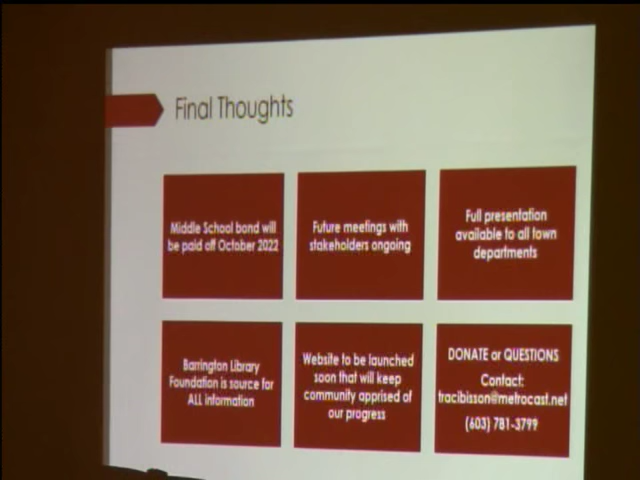 Final Thoughts
Middle School bond will
be paid off October 2022
Future meetings with
stakeholders ongoing
Full presentation
available to all town
departments
Barrington Library
Foundation is source for
ALL information
Website to be launched
soon that will keep
community apprised of
our progress
DONATE or QUESTIONS
Contact:
tracibisson@metrocast.net
(603) 781-3799